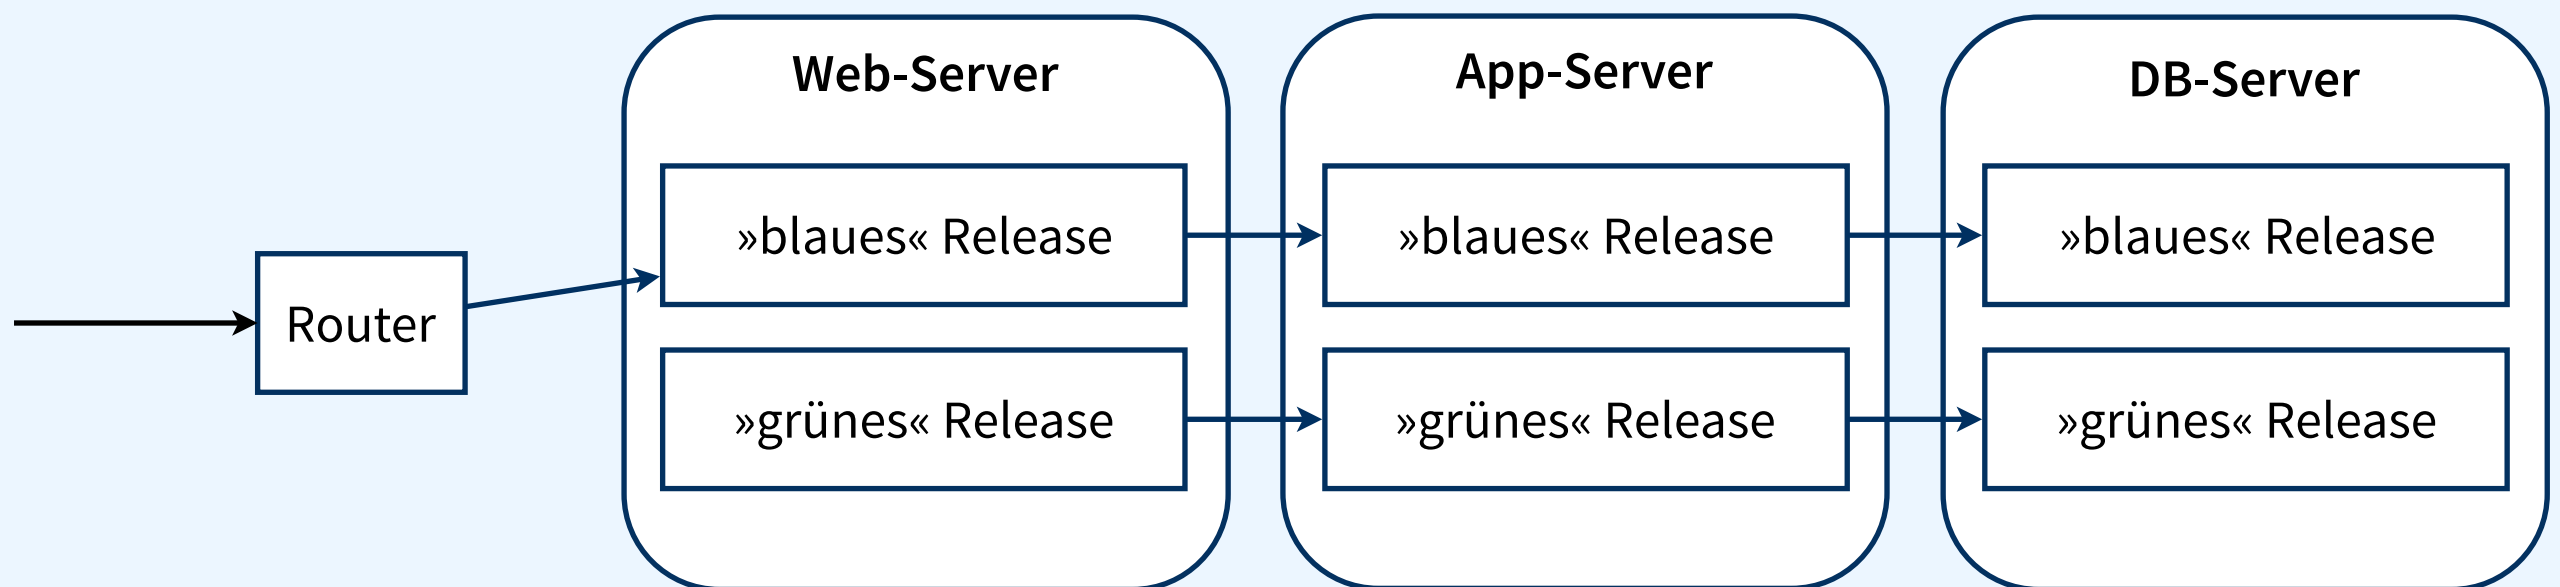 Web-Server
App-Server
DB-Server
»blaues« Release
»blaues« Release
»blaues« Release
Router
»grünes« Release
»grünes« Release
»grünes« Release